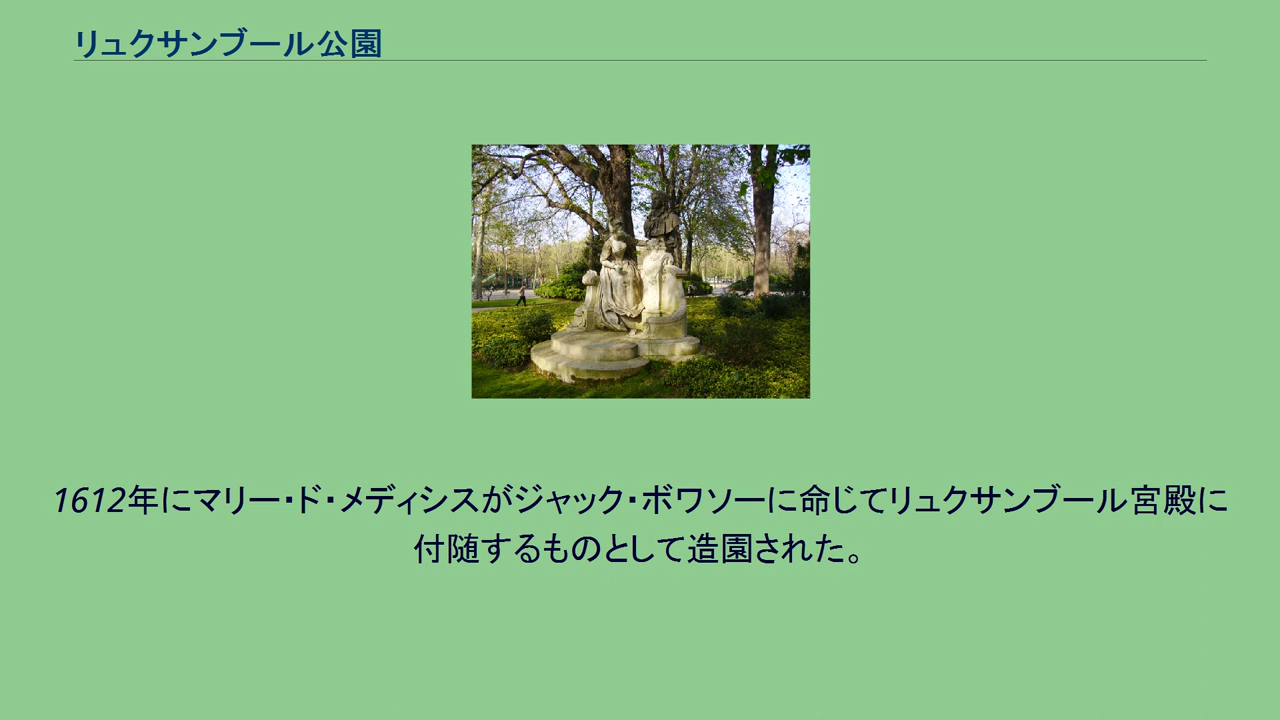 リュクサンブール公園
1612年にマリー・ド・メディシスがジャック・ボワソーに命じてリュクサンブール宮殿に
付随するものとして造園された。